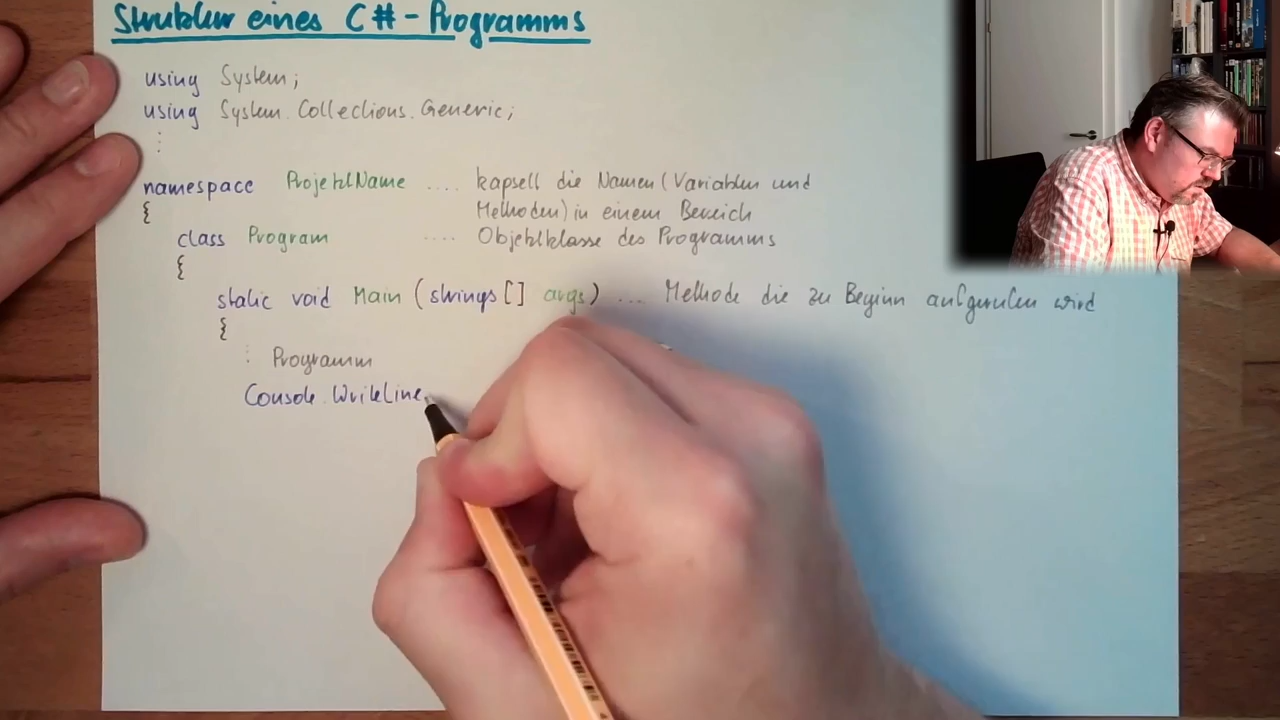 Struktur eines C#-Programms
using System;
using System.Collections.Generic;
namespace ProjektName .... kapselt die Namen (Variablen und
Methoden) in einem Bereich
{
class Program .... Objektklasse des Programms
{
static void Main (strings[] args) ... Methode die zu Beginn aufgerufen wird
{
Programm
Console.WriteLine